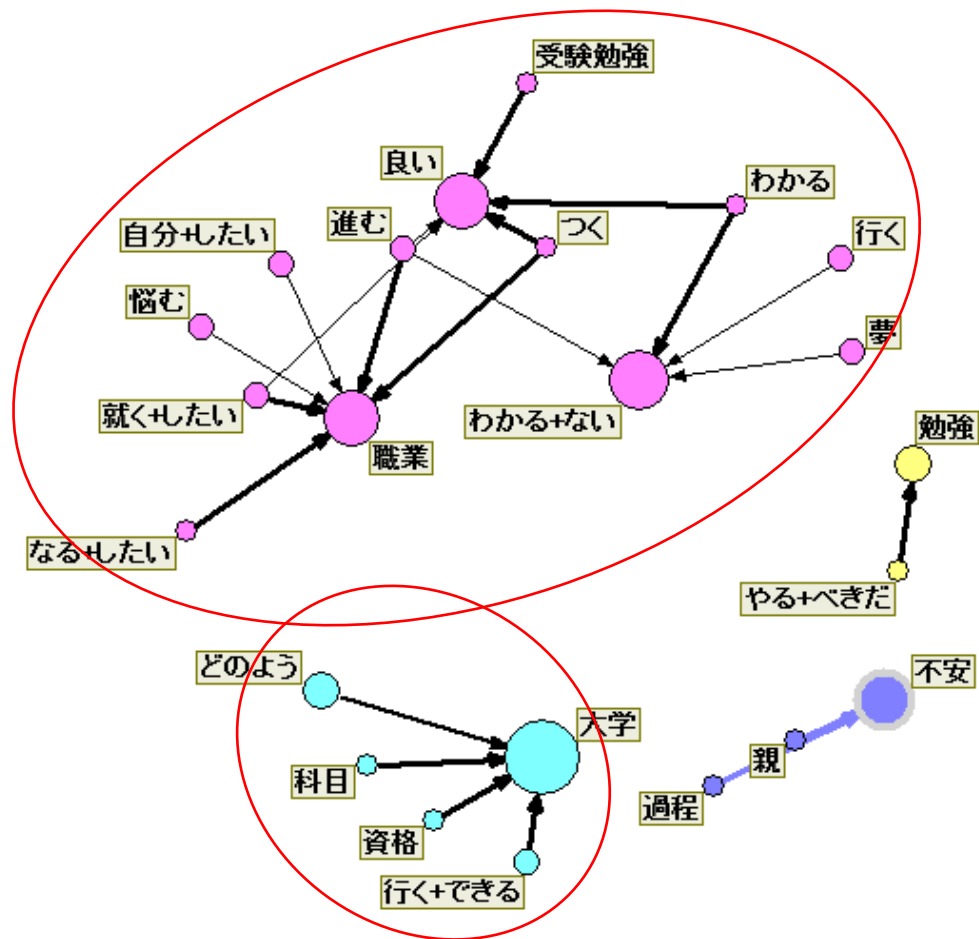 受験勉強
良い
わかる
進む
つく
自分+したい
行く
悩む
夢
就く+したい
わかる+ない
職業
勉強
なる+したい
やる+べきだ
どのよう
不安
大学
親
科目
過程
資格
行く+できる